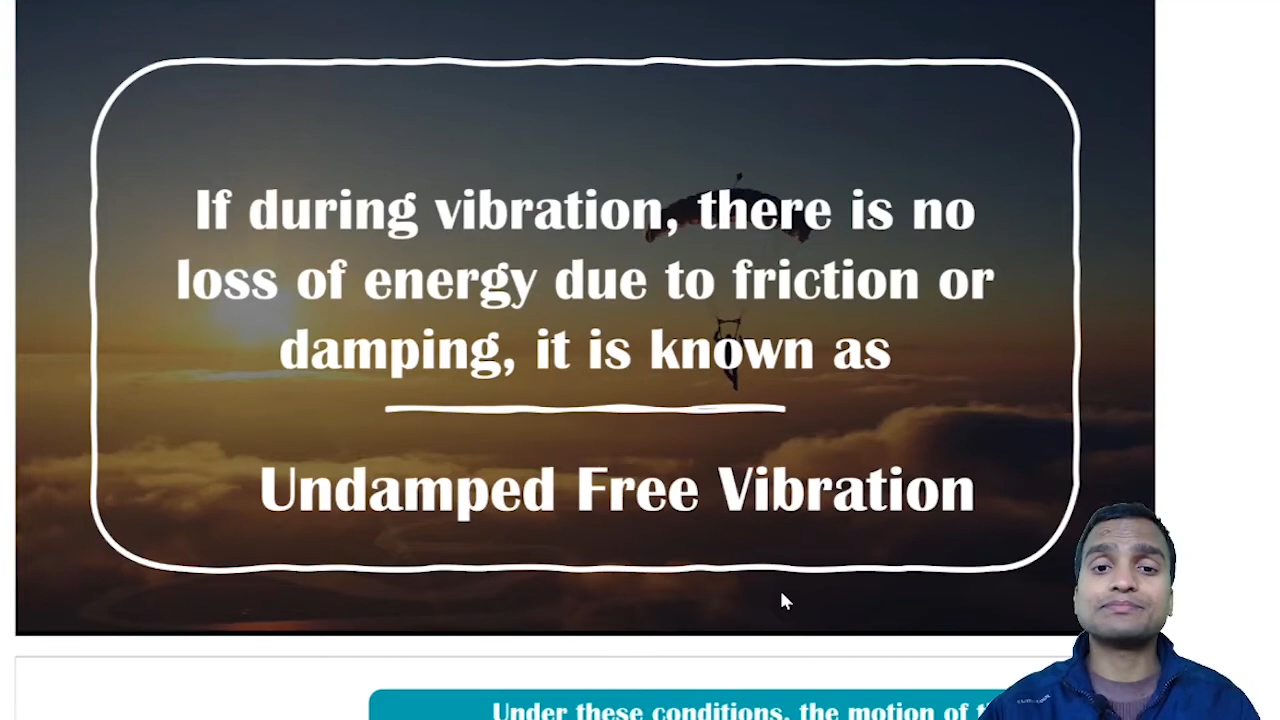 If during vibration, there is no
loss of energy due to friction or
damping, it is known as
Undamped Free Vibration
Under these conditions, the motion of